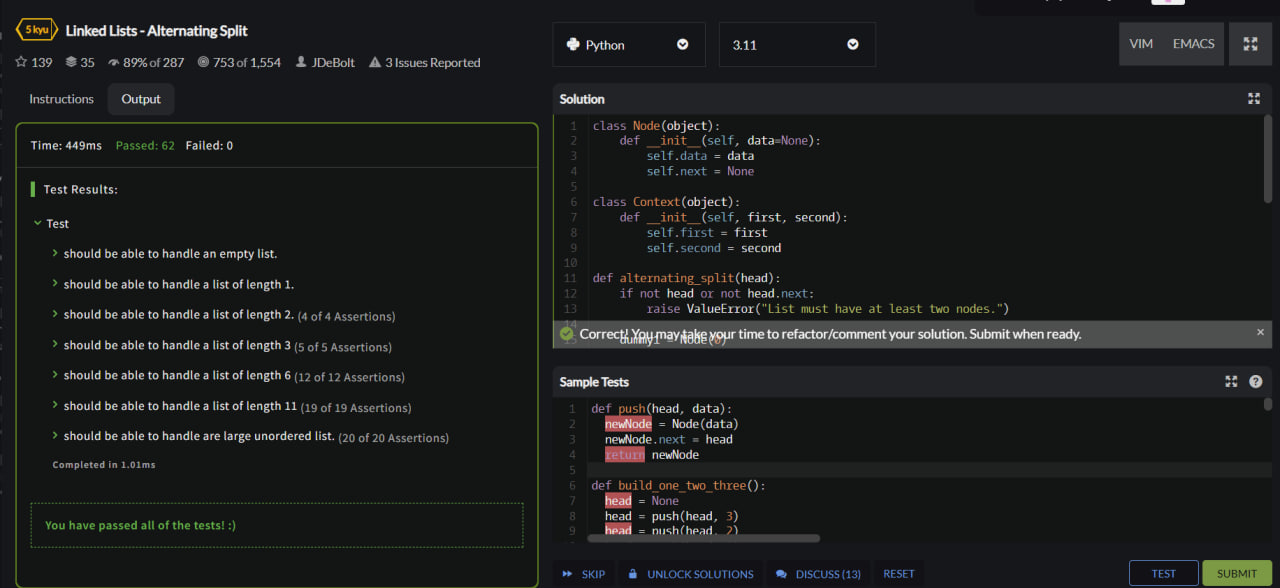 5 kyu Linked Lists - Alternating Split
139 35 89% of 287 753 of 1,554 JDeBolt 3 Issues Reported
Instructions Output
Time: 449ms Passed: 62 Failed: 0
Test Results:
Test
should be able to handle an empty list.
should be able to handle a list of length 1.
should be able to handle a list of length 2. (4 of 4 Assertions)
should be able to handle a list of length 3 (5 of 5 Assertions)
should be able to handle a list of length 6 (12 of 12 Assertions)
should be able to handle a list of length 11 (19 of 19 Assertions)
should be able to handle are large unordered list. (20 of 20 Assertions)
Completed in 1.01ms
You have passed all of the tests! :)
Python 3.11 VIM EMACS
Solution
1 class Node(object):
2 def __init__(self, data=None):
3 self.data = data
4 self.next = None
5
6 class Context(object):
7 def __init__(self, first, second):
8 self.first = first
9 self.second = second
10
11 def alternating_split(head):
12 if not head or not head.next:
13 raise ValueError("List must have at least two nodes.")
14
Correct! You may take your time to refactor/comment your solution. Submit when ready.
15 dummy1 = Node(0)
Sample Tests
1 def push(head, data):
2 newNode = Node(data)
3 newNode.next = head
4 return newNode
5
6 def build_one_two_three():
7 head = None
8 head = push(head, 3)
9 head = push(head, 2)
SKIP UNLOCK SOLUTIONS DISCUSS (13) RESET TEST SUBMIT